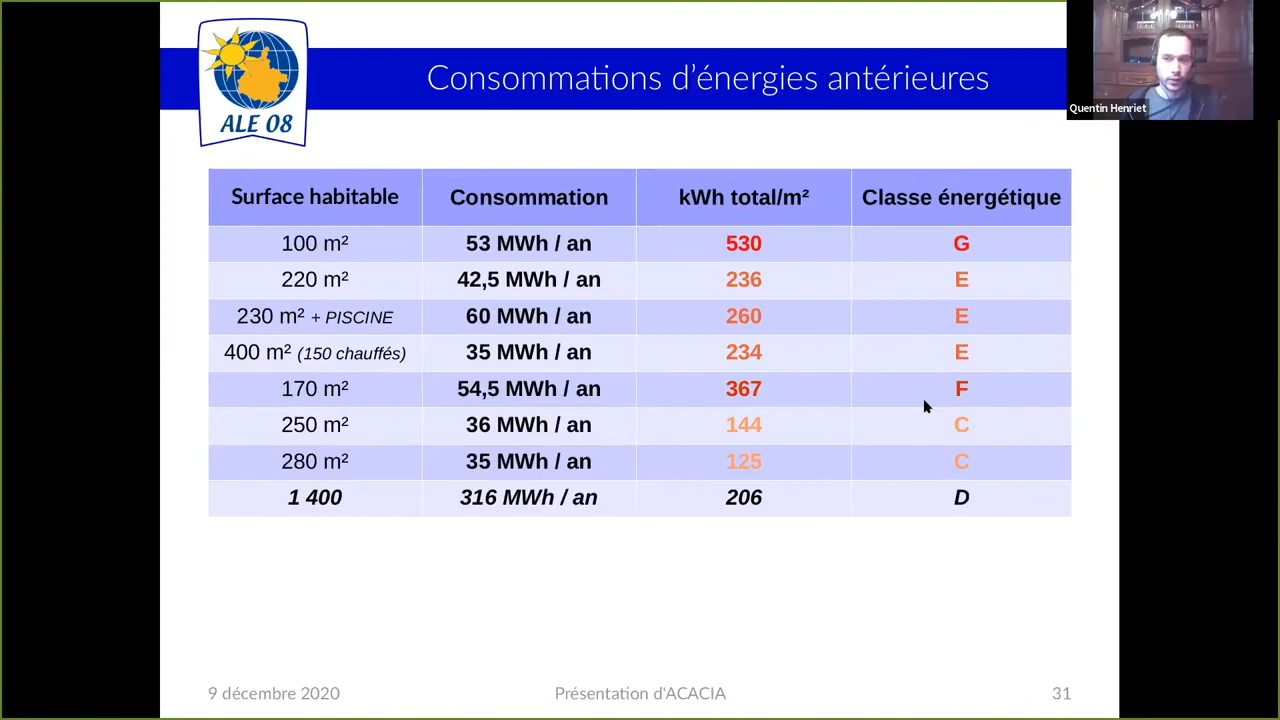 ALE 08
Consommations d'énergies antérieures
Quentin Henriet
Surface habitable Consommation kWh total/m² Classe énergétique
100 m² 53 MWh / an 530 G
220 m² 42,5 MWh / an 236 E
230 m² + PISCINE 60 MWh / an 260 E
400 m² (150 chauffés) 35 MWh / an 234 E
170 m² 54,5 MWh / an 367 F
250 m² 36 MWh / an 144 C
280 m² 35 MWh / an 125 C
1 400 316 MWh / an 206 D
9 décembre 2020 Présentation d'ACACIA 31